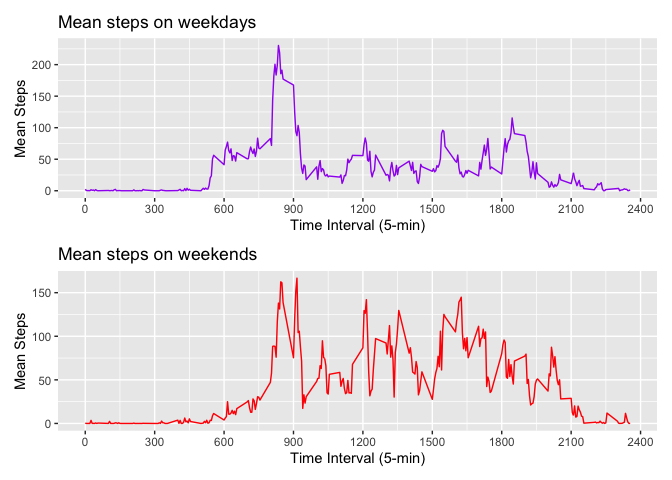 Mean steps on weekdays
Mean Steps
200
150
100
50
0
0 300 600 900 1200 1500 1800 2100 2400
Time Interval (5-min)
Mean steps on weekends
Mean Steps
150
100
50
0
0 300 600 900 1200 1500 1800 2100 2400
Time Interval (5-min)